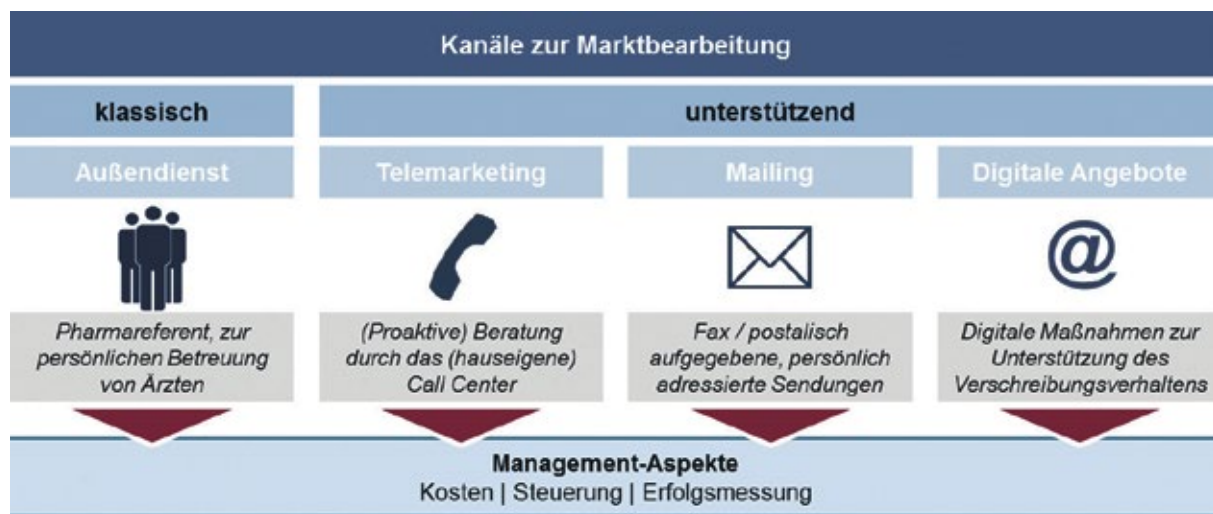 Kanäle zur Marktbearbeitung
klassisch
unterstützend
Außendienst
Telemarketing
Mailing
Digitale Angebote
@
Pharmareferent, zur
persönlichen Betreuung
von Ärzten
(Proaktive) Beratung
durch das (hauseigene)
Call Center
Fax / postalisch
aufgegebene, persönlich
adressierte Sendungen
Digitale Maßnahmen zur
Unterstützung des
Verschreibungsverhaltens
Management-Aspekte
Kosten | Steuerung | Erfolgsmessung